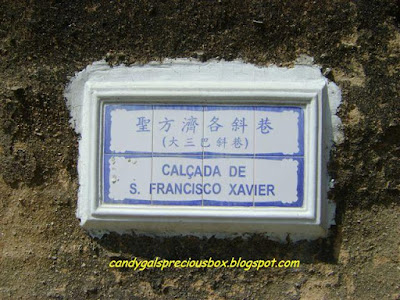 聖方濟各斜巷
(大三巴斜巷)
CALÇADA DE
S. FRANCISCO XAVIER
candygalspreciousbox.blogspot.com